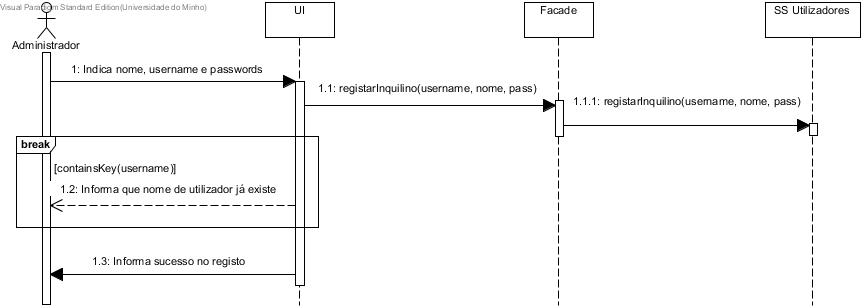 Visual Paradigm Standard Edition(Universidade do Minho)
UI
Facade
SS Utilizadores
Administrador
1: Indica nome, username e passwords
1.1: registarInquilino(username, nome, pass)
1.1.1: registarInquilino(username, nome, pass)
break
[containsKey(username)]
1.2: Informa que nome de utilizador já existe
1.3: Informa sucesso no registo